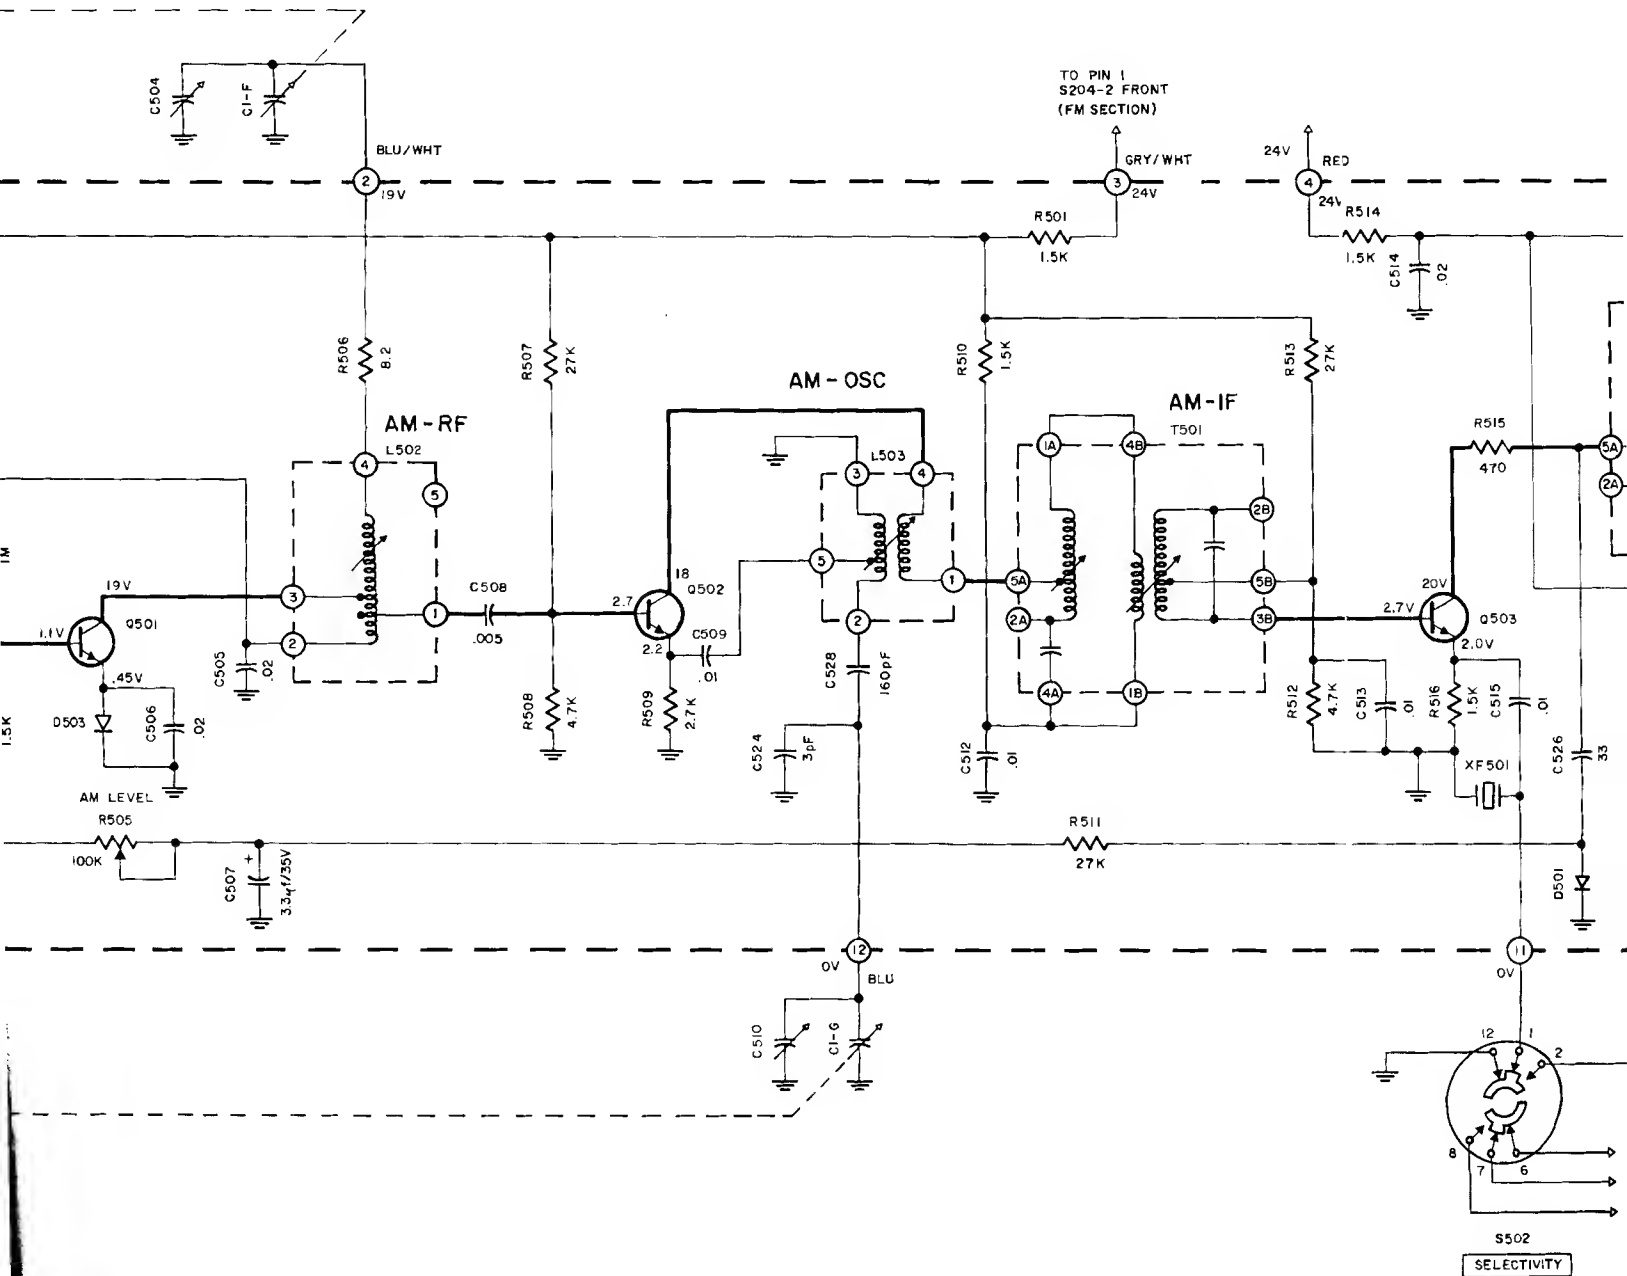 TO PIN 1
S204-2 FRONT
(FM SECTION)
C504
C1-F
BLU/WHT
2
19V
GRY/WHT
3
24V
24V
RED
4
24V
R501
1.5K
R514
1.5K
C514
.02
R506
8.2
R507
27K
R510
1.5K
R513
27K
AM-RF
L502
4
5
3
2
1
AM-OSC
L503
3
4
5
1
2
AM-IF
T501
1A
4B
2B
5A
5B
2A
3B
4A
1B
R515
470
5A
2A
1M
19V
1.1V
Q501
.45V
C505
.02
C508
.005
2.7
18
Q502
2.2
C509
.01
C528
160pF
20V
2.7V
Q503
2.0V
1.5K
D503
C506
.02
R508
4.7K
R509
2.7K
C524
3pF
C512
.01
R512
4.7K
C513
.01
R516
1.5K
C515
.01
C526
33
XF501
AM LEVEL
R505
100K
C507
+
3.3µf/35V
R511
27K
D501
12
0V
BLU
11
0V
C510
C1-G
12
1
2
8
7
6
S502
SELECTIVITY